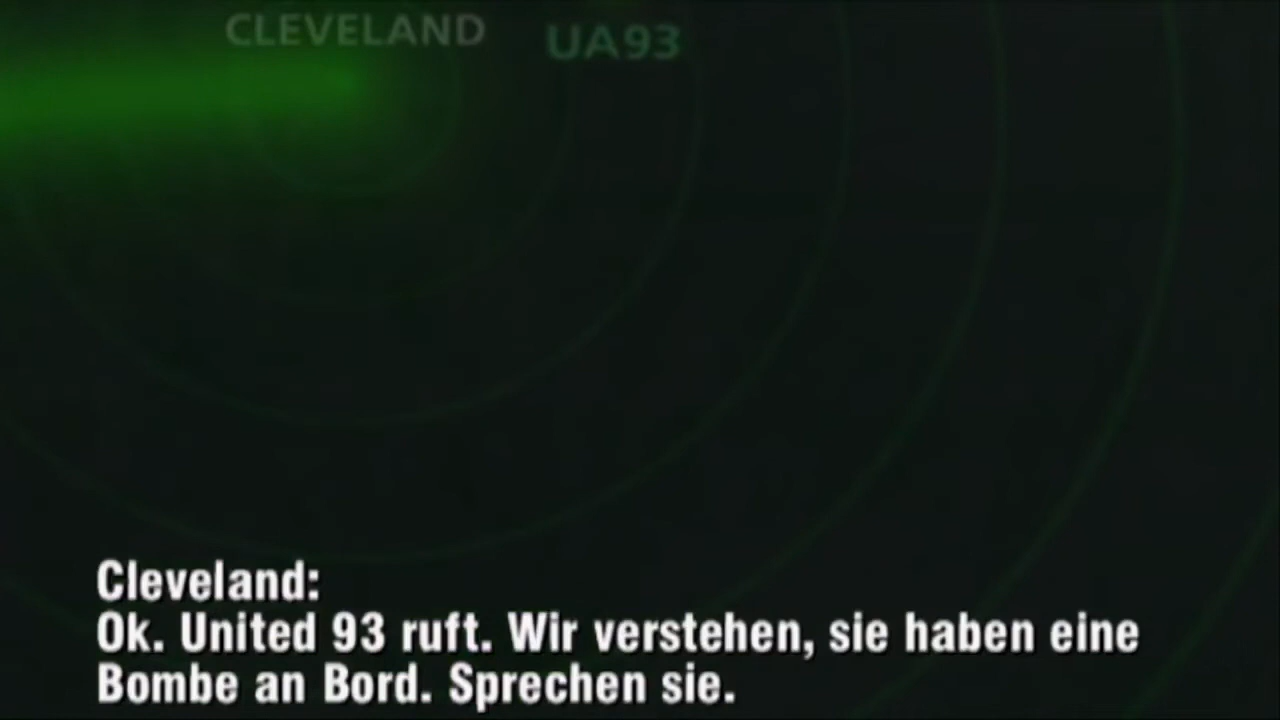 CLEVELAND UA93
Cleveland:
Ok. United 93 ruft. Wir verstehen, sie haben eine
Bombe an Bord. Sprechen sie.